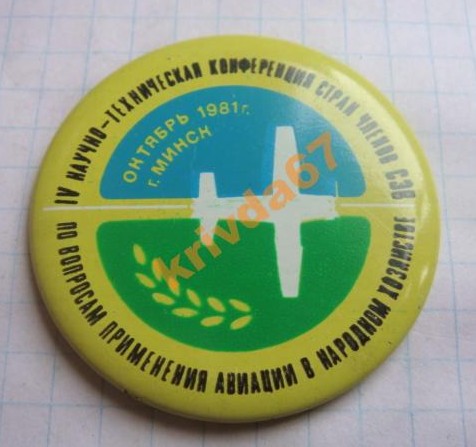 IV НАУЧНО-ТЕХНИЧЕСКАЯ КОНФЕРЕНЦИЯ СТРАН ЧЛЕНОВ СЭВ
ПО ВОПРОСАМ ПРИМЕНЕНИЯ АВИАЦИИ В НАРОДНОМ ХОЗЯЙСТВЕ
ОКТЯБРЬ 1981г.
г. МИНСК
krivda67